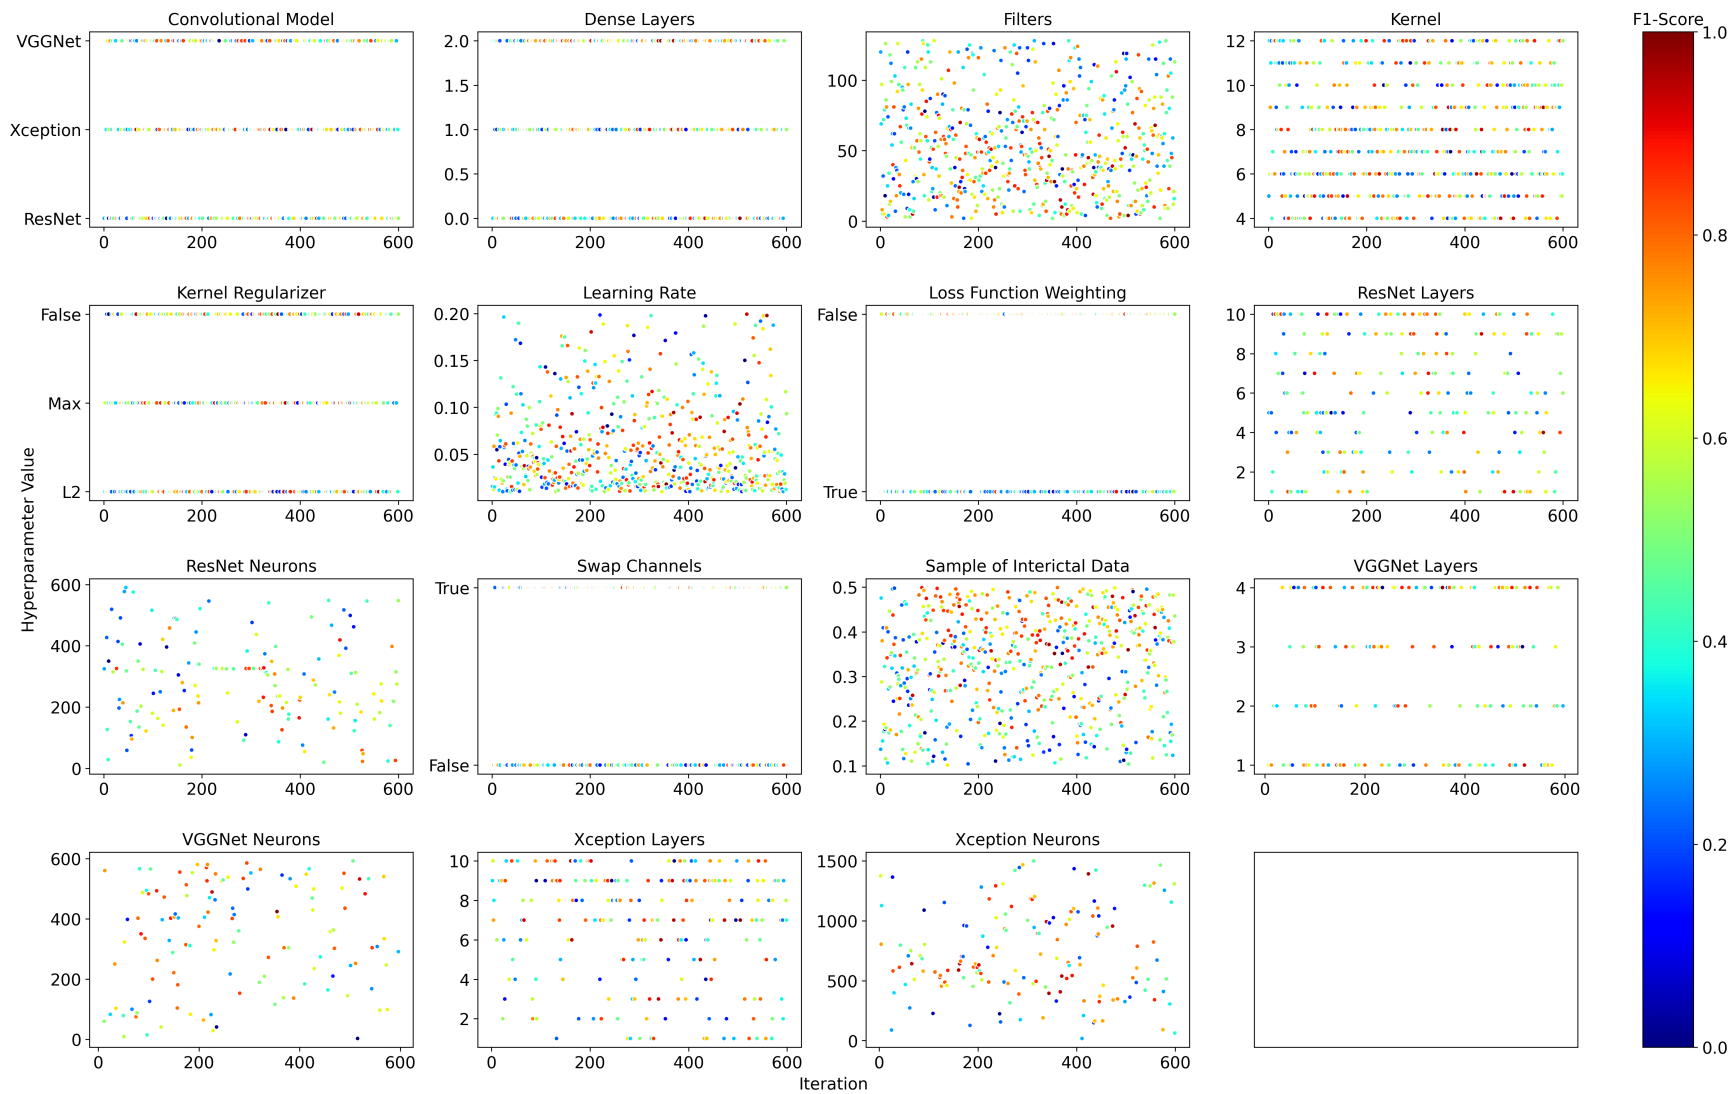 Convolutional Model
Dense Layers
Filters
Kernel
F1-Score
VGGNet
Xception
ResNet
0 200 400 600
2.0
1.5
1.0
0.5
0.0
0 200 400 600
100
50
0
0 200 400 600
12
10
8
6
4
0 200 400 600
1.0
0.8
0.6
0.4
0.2
0.0
Kernel Regularizer
Learning Rate
Loss Function Weighting
ResNet Layers
False
Max
L2
0 200 400 600
0.20
0.15
0.10
0.05
0 200 400 600
False
True
0 200 400 600
10
8
6
4
2
0 200 400 600
Hyperparameter Value
ResNet Neurons
Swap Channels
Sample of Interictal Data
VGGNet Layers
600
400
200
0
0 200 400 600
True
False
0 200 400 600
0.5
0.4
0.3
0.2
0.1
0 200 400 600
4
3
2
1
0 200 400 600
VGGNet Neurons
Xception Layers
Xception Neurons
600
400
200
0
0 200 400 600
10
8
6
4
2
0 200 400 600
1500
1000
500
0
0 200 400 600
Iteration